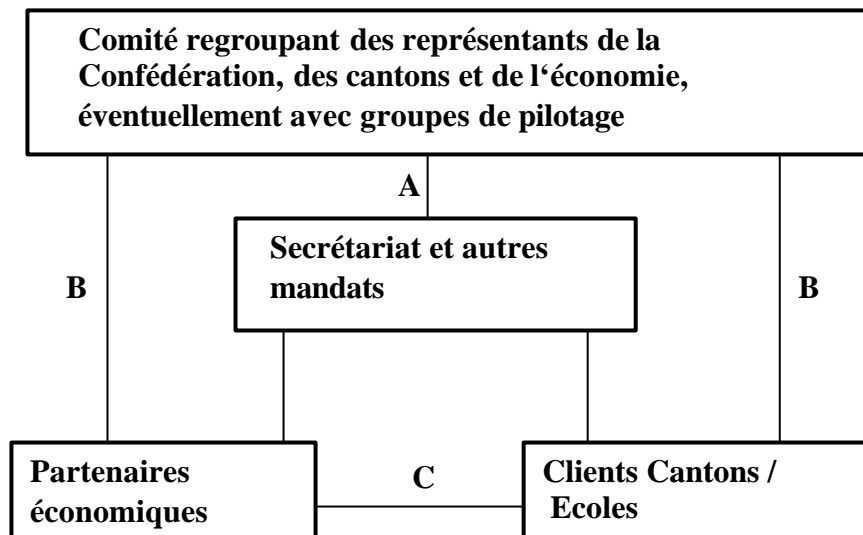 Comité regroupant des représentants de la
Confédération, des cantons et de l‘économie,
éventuellement avec groupes de pilotage
A
Secrétariat et autres
mandats
B
B
Partenaires
économiques
C
Clients Cantons /
Ecoles